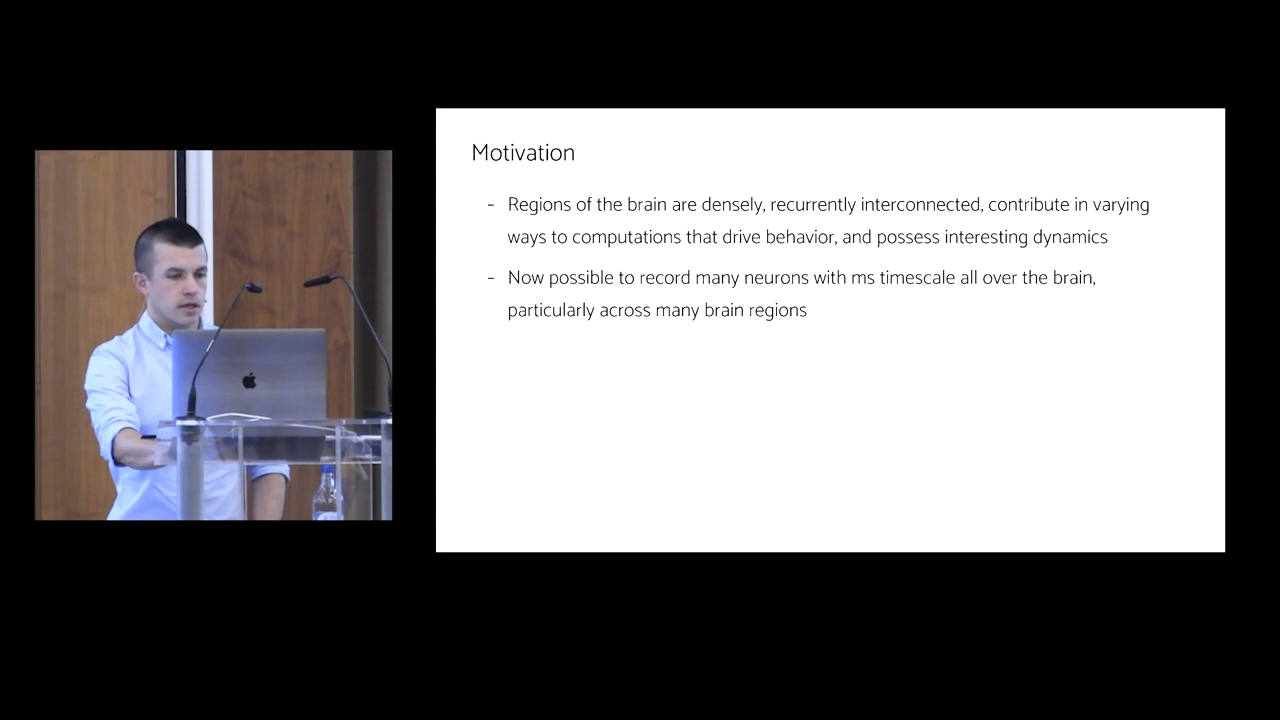 Motivation
- Regions of the brain are densely, recurrently interconnected, contribute in varying
ways to computations that drive behavior, and possess interesting dynamics
- Now possible to record many neurons with ms timescale all over the brain,
particularly across many brain regions